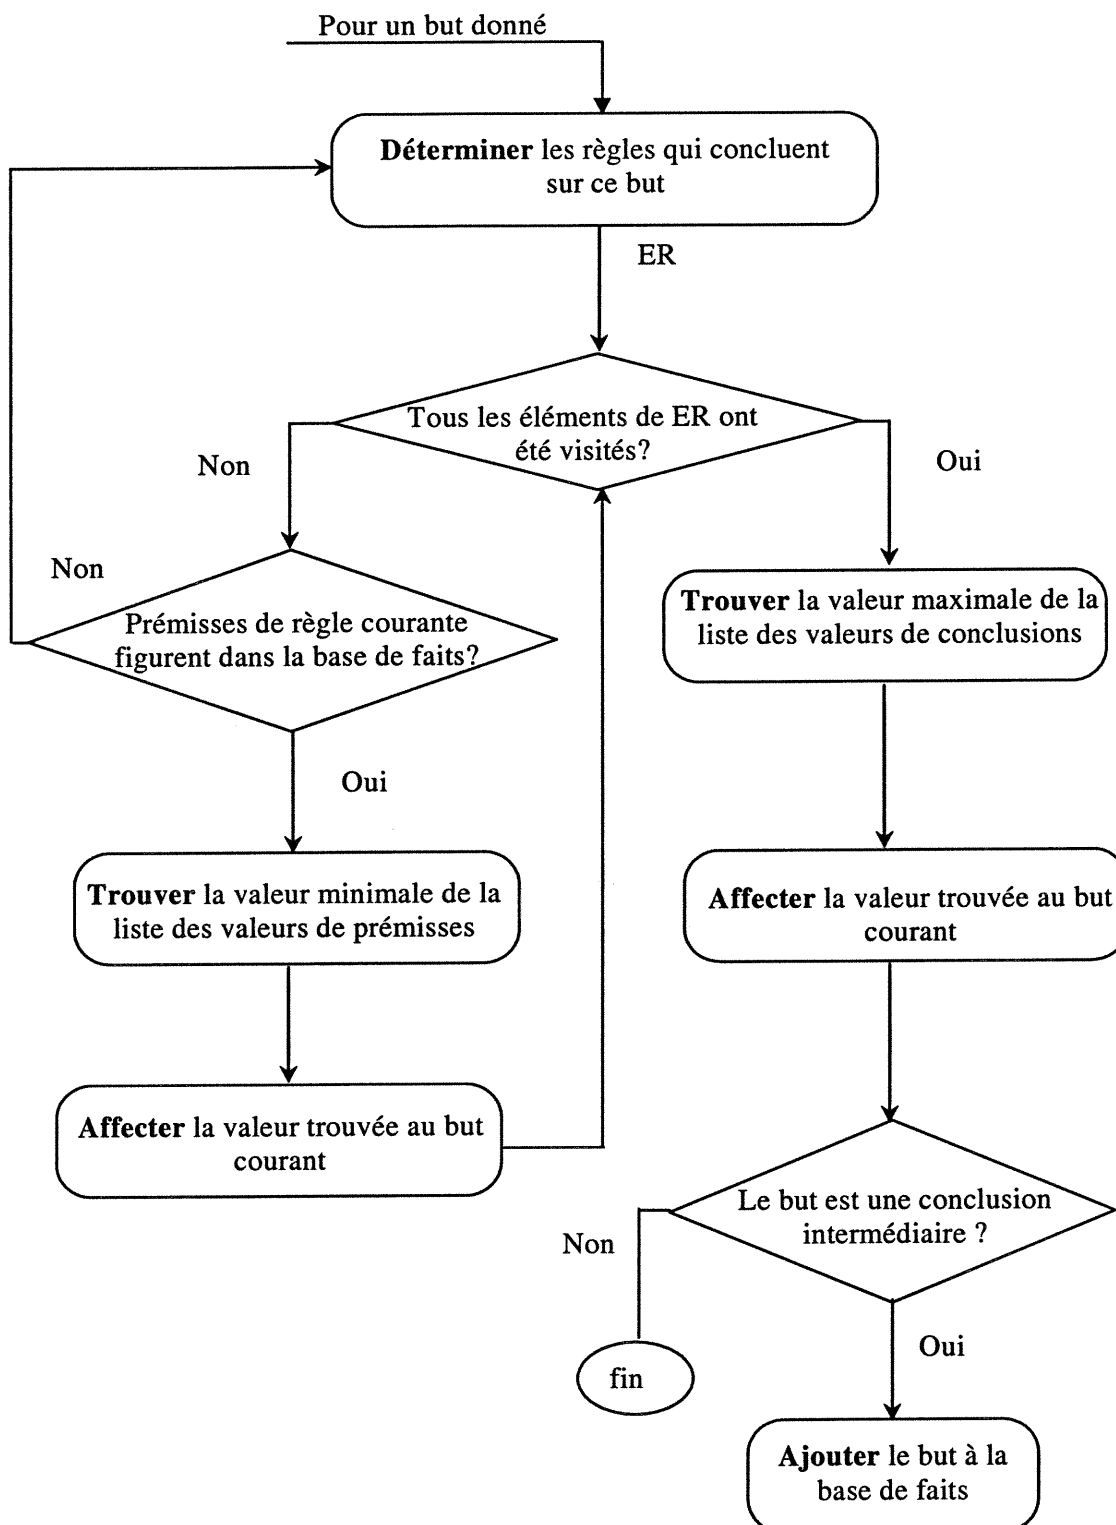 Pour un but donné
Déterminer les règles qui concluent
sur ce but
ER
Tous les éléments de ER ont
été visités?
Non
Oui
Non
Prémisses de règle courante
figurent dans la base de faits?
Trouver la valeur maximale de la
liste des valeurs de conclusions
Oui
Trouver la valeur minimale de la
liste des valeurs de prémisses
Affecter la valeur trouvée au but
courant
Affecter la valeur trouvée au but
courant
Le but est une conclusion
intermédiaire ?
Non
Oui
fin
Ajouter le but à la
base de faits